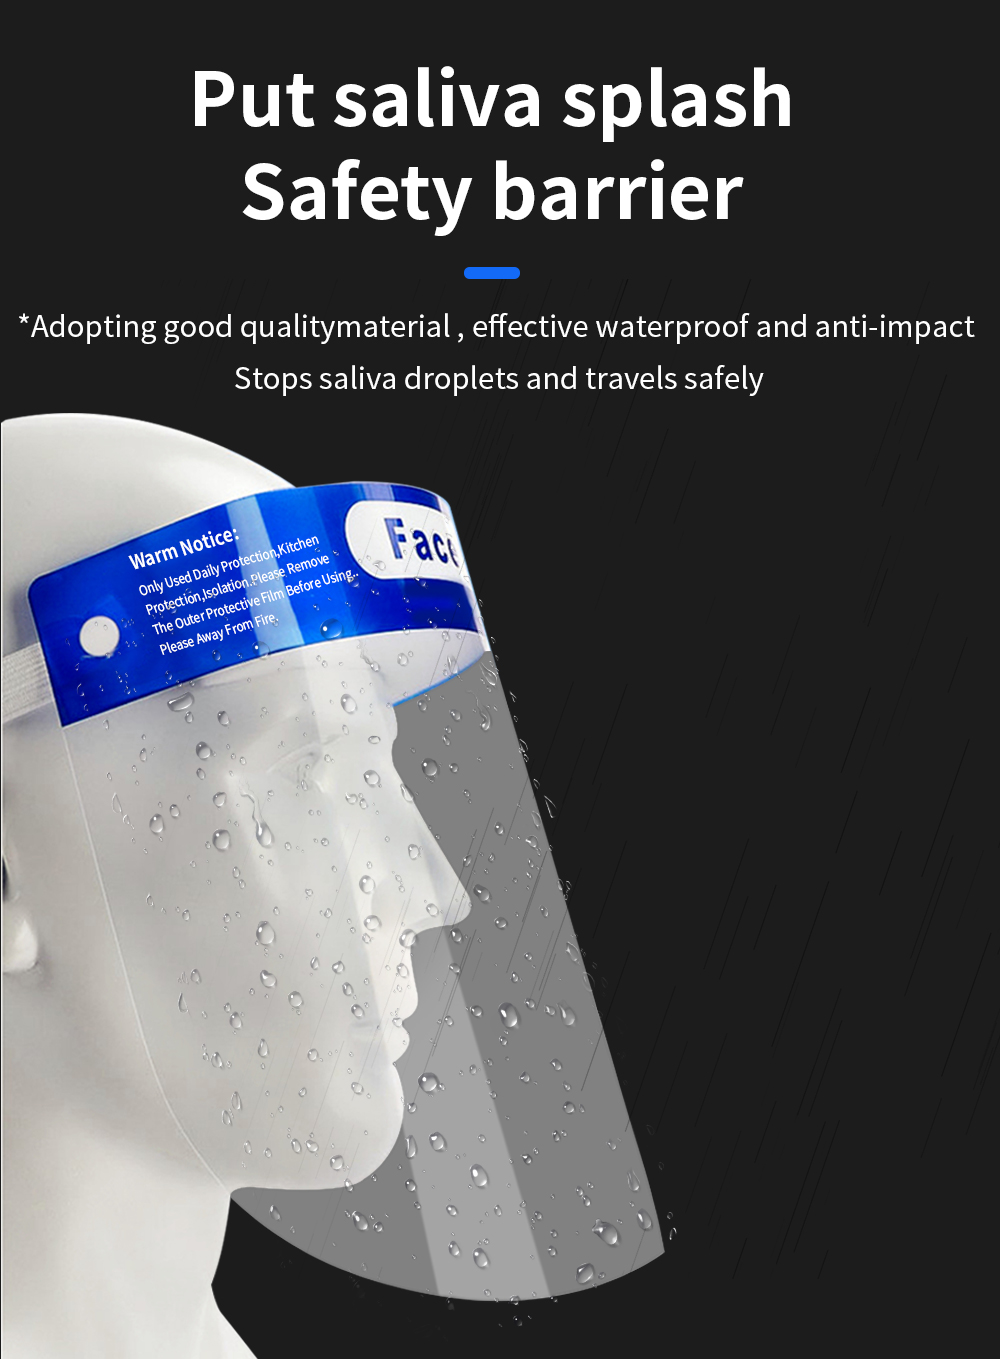 Put saliva splash
Safety barrier
*Adopting good qualitymaterial , effective waterproof and anti-impact
Stops saliva droplets and travels safely
Warm Notice:
Only Used Daily Protection,Kitchen
Protection,Isolation.Please Remove
The Outer Protective Film Before Using..
Please Away From Fire.
Face